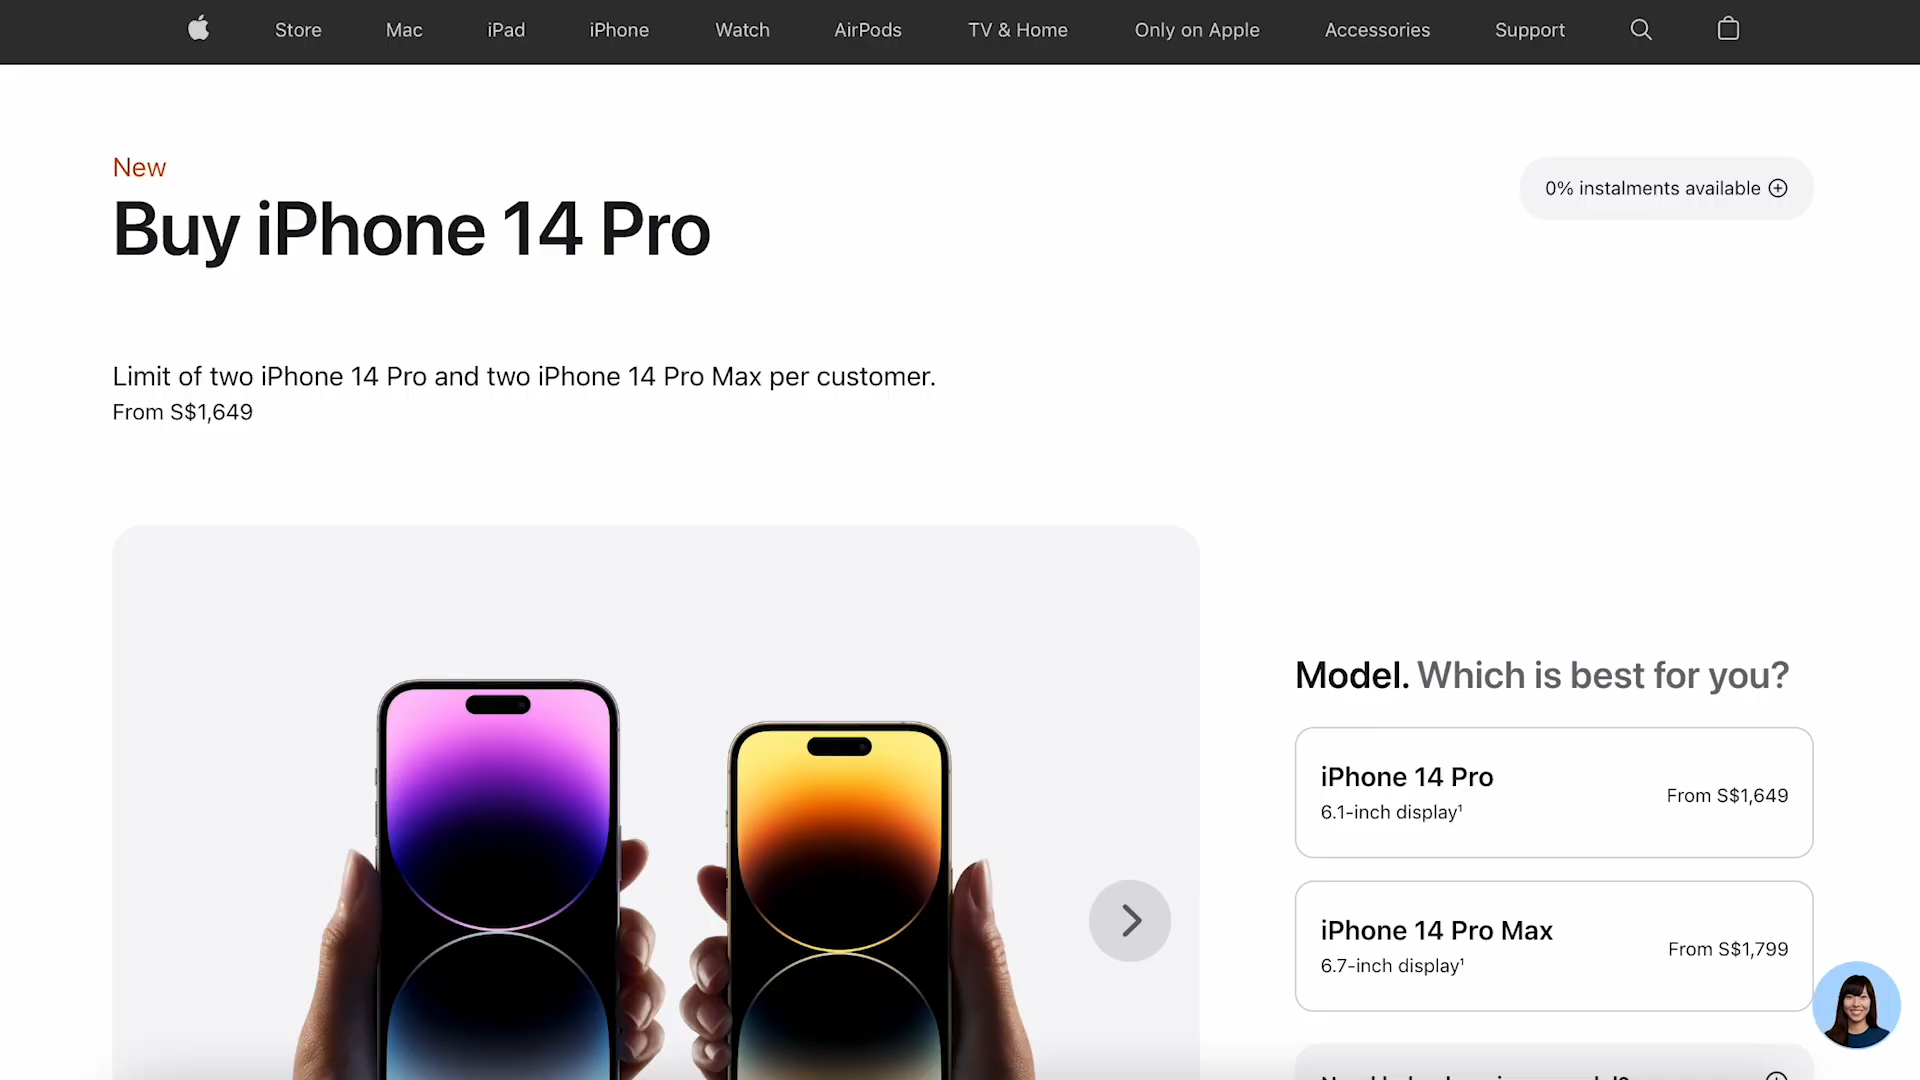 Store Mac iPad iPhone Watch AirPods TV & Home Only on Apple Accessories Support
New
Buy iPhone 14 Pro
0% instalments available
Limit of two iPhone 14 Pro and two iPhone 14 Pro Max per customer.
From S$1,649
Model. Which is best for you?
iPhone 14 Pro
6.1-inch display¹
From S$1,649
iPhone 14 Pro Max
6.7-inch display¹
From S$1,799